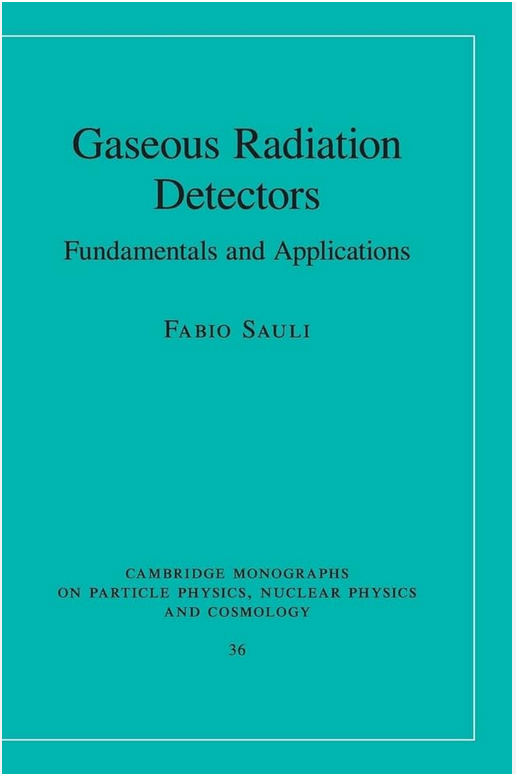 Gaseous Radiation
Detectors
Fundamentals and Applications
FABIO SAULI
CAMBRIDGE MONOGRAPHS
ON PARTICLE PHYSICS, NUCLEAR PHYSICS
AND COSMOLOGY
36